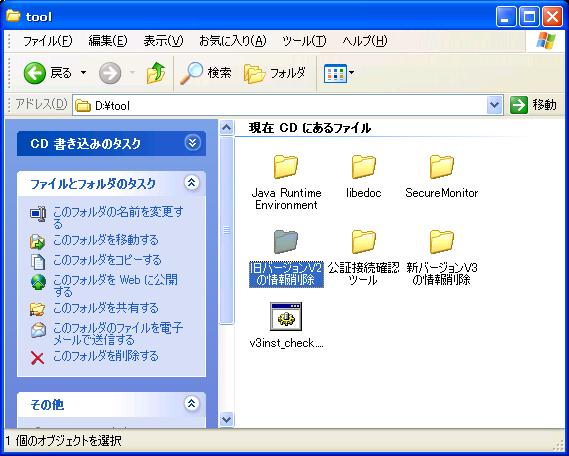 tool
ファイル(F) 編集(E) 表示(V) お気に入り(A) ツール(T) ヘルプ(H)
戻る 検索 フォルダ
アドレス(D) D:¥tool 移動
CD 書き込みのタスク
ファイルとフォルダのタスク
このフォルダの名前を変更す
る
このフォルダを移動する
このフォルダをコピーする
このフォルダを Web に公開
する
このフォルダを共有する
このフォルダのファイルを電子
メールで送信する
このフォルダを削除する
その他
現在 CD にあるファイル
Java Runtime
Environment
libedoc
SecureMonitor
旧バージョンV2
の情報削除
公証接続確認
ツール
新バージョンV3
の情報削除
v3inst_check....
1 個のオブジェクトを選択